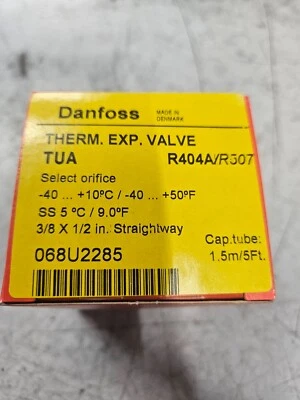 Danfoss MADE IN DENMARK
THERM. EXP. VALVE
TUA R404A/R507
Select orifice
-40 ... +10ºC / -40 ... +50ºF
SS 5 ºC / 9.0ºF
3/8 X 1/2 in. Straightway
068U2285
Cap.tube:
1.5m/5Ft.